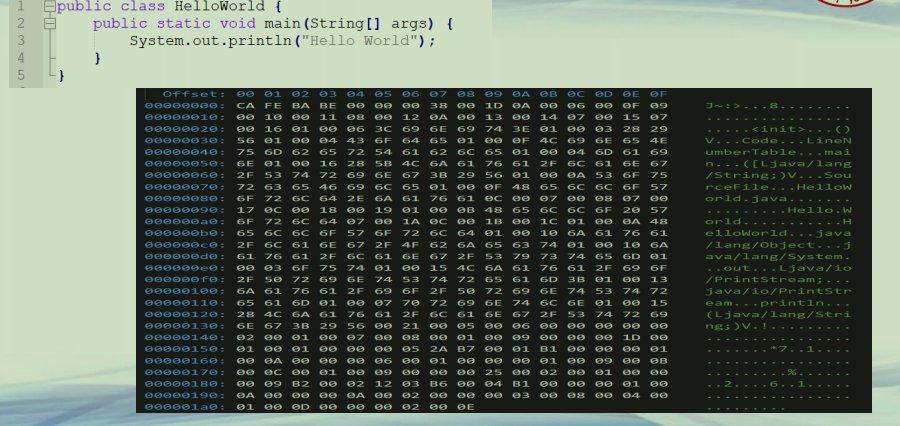 1 public class HelloWorld {
2 public static void main(String[] args) {
3 System.out.println("Hello World");
4 }
5 }
Offset: 00 01 02 03 04 05 06 07 08 09 0A 0B 0C 0D 0E 0F
00000000: CA FE BA BE 00 00 00 38 00 1D 0A 00 06 00 0F 09 J~:>...8........
00000010: 00 10 00 11 08 00 12 0A 00 13 00 14 07 00 15 07 ................
00000020: 00 16 01 00 06 3C 69 6E 69 74 3E 01 00 03 28 29 .....<init>...()
00000030: 56 01 00 04 43 6F 64 65 01 00 0F 4C 69 6E 65 4E V...Code...LineN
00000040: 75 6D 62 65 72 54 61 62 6C 65 01 00 04 6D 61 69 umberTable...mai
00000050: 6E 01 00 16 28 5B 4C 6A 61 76 61 2F 6C 61 6E 67 n...([Ljava/lang
00000060: 2F 53 74 72 69 6E 67 3B 29 56 01 00 0A 53 6F 75 /String;)V...Sou
00000070: 72 63 65 46 69 6C 65 01 00 0F 48 65 6C 6C 6F 57 rceFile...HelloW
00000080: 6F 72 6C 64 2E 6A 61 76 61 0C 00 07 00 08 07 00 orld.java.......
00000090: 17 0C 00 18 00 19 01 00 0B 48 65 6C 6C 6F 20 57 .........Hello.W
000000a0: 6F 72 6C 64 07 00 1A 0C 00 1B 00 1C 01 00 0A 48 orld...........H
000000b0: 65 6C 6C 6F 57 6F 72 6C 64 01 00 10 6A 61 76 61 elloWorld...java
000000c0: 2F 6C 61 6E 67 2F 4F 62 6A 65 63 74 01 00 10 6A /lang/Object...j
000000d0: 61 76 61 2F 6C 61 6E 67 2F 53 79 73 74 65 6D 01 ava/lang/System.
000000e0: 00 03 6F 75 74 01 00 15 4C 6A 61 76 61 2F 69 6F ..out...Ljava/io
000000f0: 2F 50 72 69 6E 74 53 74 72 65 61 6D 3B 01 00 13 /PrintStream;...
00000100: 6A 61 76 61 2F 69 6F 2F 50 72 69 6E 74 53 74 72 java/io/PrintStr
00000110: 65 61 6D 01 00 07 70 72 69 6E 74 6C 6E 01 00 15 eam...println...
00000120: 28 4C 6A 61 76 61 2F 6C 61 6E 67 2F 53 74 72 69 (Ljava/lang/Stri
00000130: 6E 67 3B 29 56 00 21 00 05 00 06 00 00 00 00 00 ng;)V.!.........
00000140: 02 00 01 00 07 00 08 00 01 00 09 00 00 00 1D 00 ................
00000150: 01 00 01 00 00 00 05 2A B7 00 01 B1 00 00 00 01 .......*7..1....
00000160: 00 0A 00 00 00 06 00 01 00 00 00 01 00 09 00 0B ................
00000170: 00 0C 00 01 00 09 00 00 00 25 00 02 00 01 00 00 .........%......
00000180: 00 09 B2 00 02 12 03 B6 00 04 B1 00 00 00 01 00 ..2....6..1.....
00000190: 0A 00 00 00 0A 00 02 00 00 00 03 00 08 00 04 00 ................
000001a0: 01 00 0D 00 00 00 02 00 0E .........